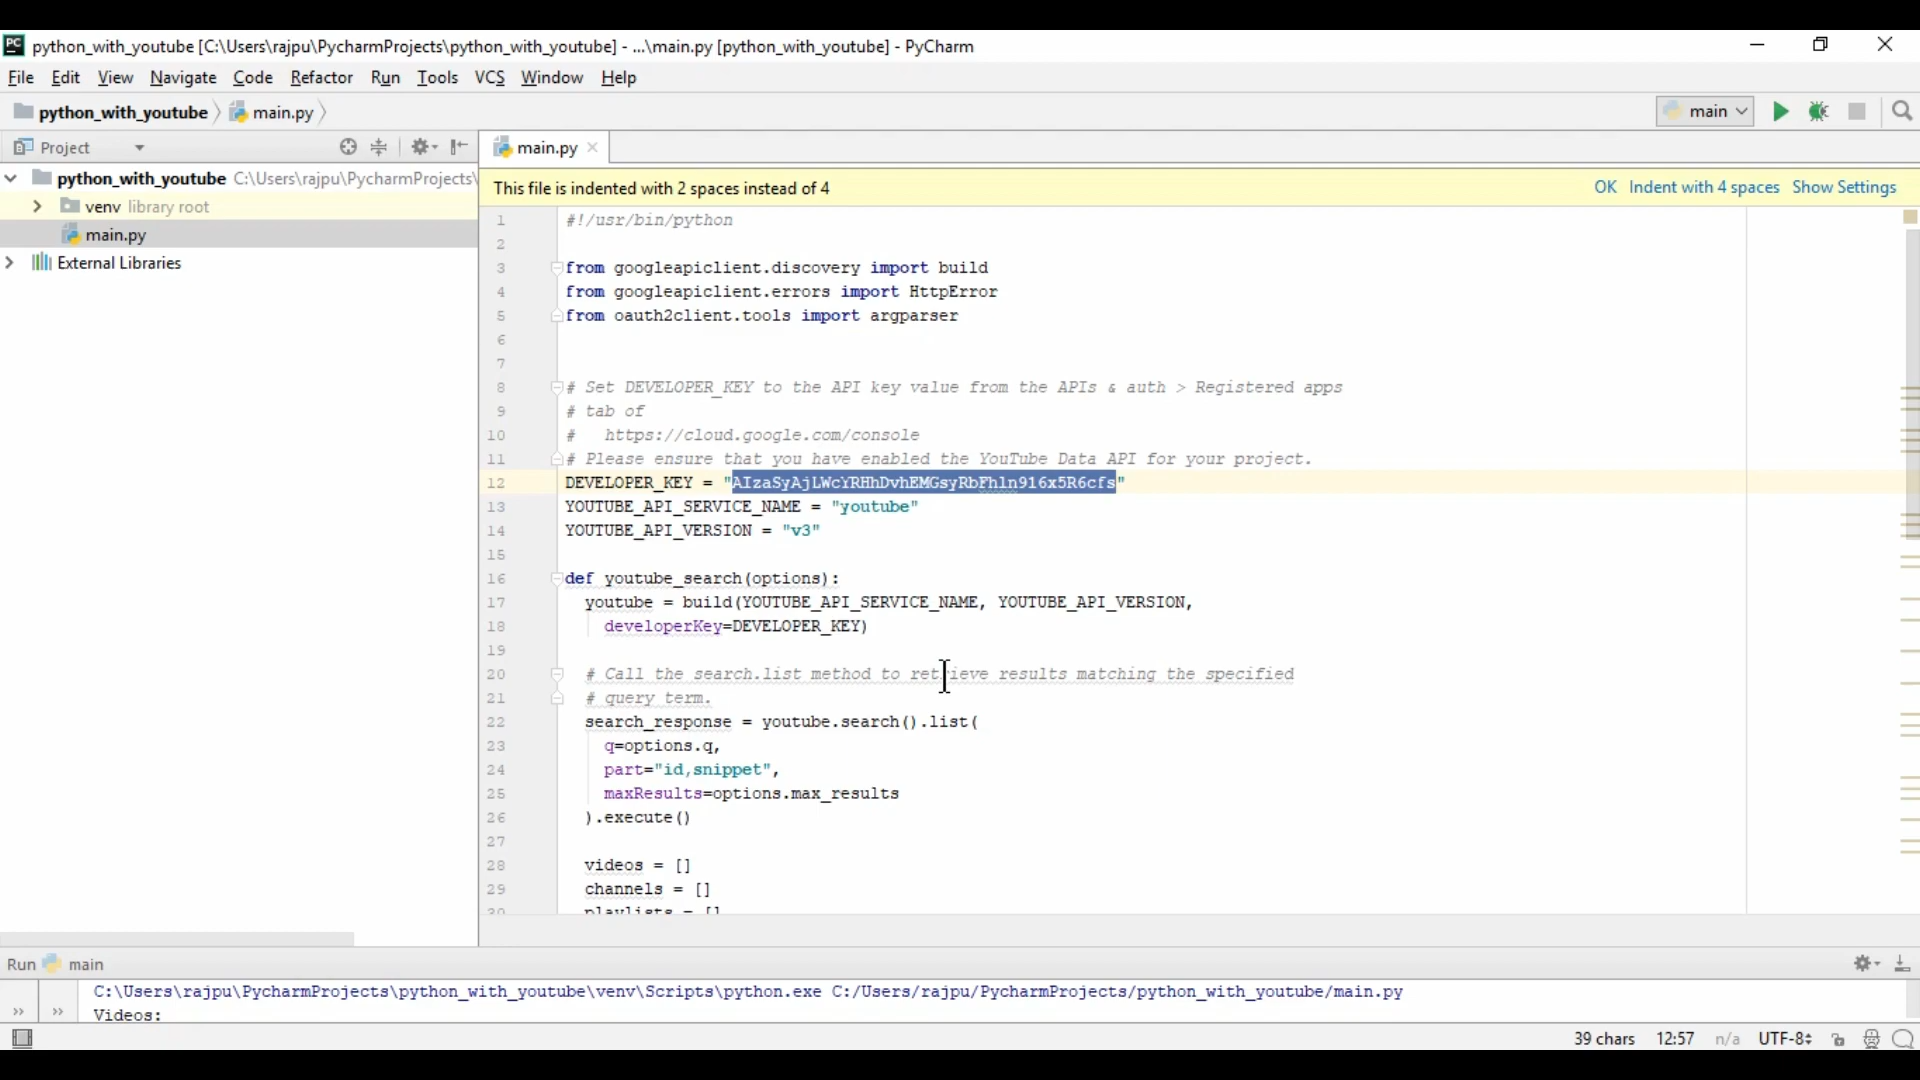 python_with_youtube [C:\Users\rajpu\PycharmProjects\python_with_youtube] - ...\main.py [python_with_youtube] - PyCharm
File Edit View Navigate Code Refactor Run Tools VCS Window Help
python_with_youtube main.py main
Project main.py
python_with_youtube C:\Users\rajpu\PycharmProjects\
venv library root
main.py
External Libraries
This file is indented with 2 spaces instead of 4 OK Indent with 4 spaces Show Settings
1 #!/usr/bin/python
2
3 from googleapiclient.discovery import build
4 from googleapiclient.errors import HttpError
5 from oauth2client.tools import argparser
6
7
8 # Set DEVELOPER_KEY to the API key value from the APIs & auth > Registered apps
9 # tab of
10 #   https://cloud.google.com/console
11 # Please ensure that you have enabled the YouTube Data API for your project.
12 DEVELOPER_KEY = ""
13 YOUTUBE_API_SERVICE_NAME = "youtube"
14 YOUTUBE_API_VERSION = "v3"
15
16 def youtube_search(options):
17   youtube = build(YOUTUBE_API_SERVICE_NAME, YOUTUBE_API_VERSION,
18     developerKey=DEVELOPER_KEY)
19
20   # Call the search.list method to retrieve results matching the specified
21   # query term.
22   search_response = youtube.search().list(
23     q=options.q,
24     part="id,snippet",
25     maxResults=options.max_results
26   ).execute()
27
28   videos = []
29   channels = []
30   playlists = []
Run main
C:\Users\rajpu\PycharmProjects\python_with_youtube\venv\Scripts\python.exe C:/Users/rajpu/PycharmProjects/python_with_youtube/main.py
Videos:
39 chars 12:57 n/a UTF-8